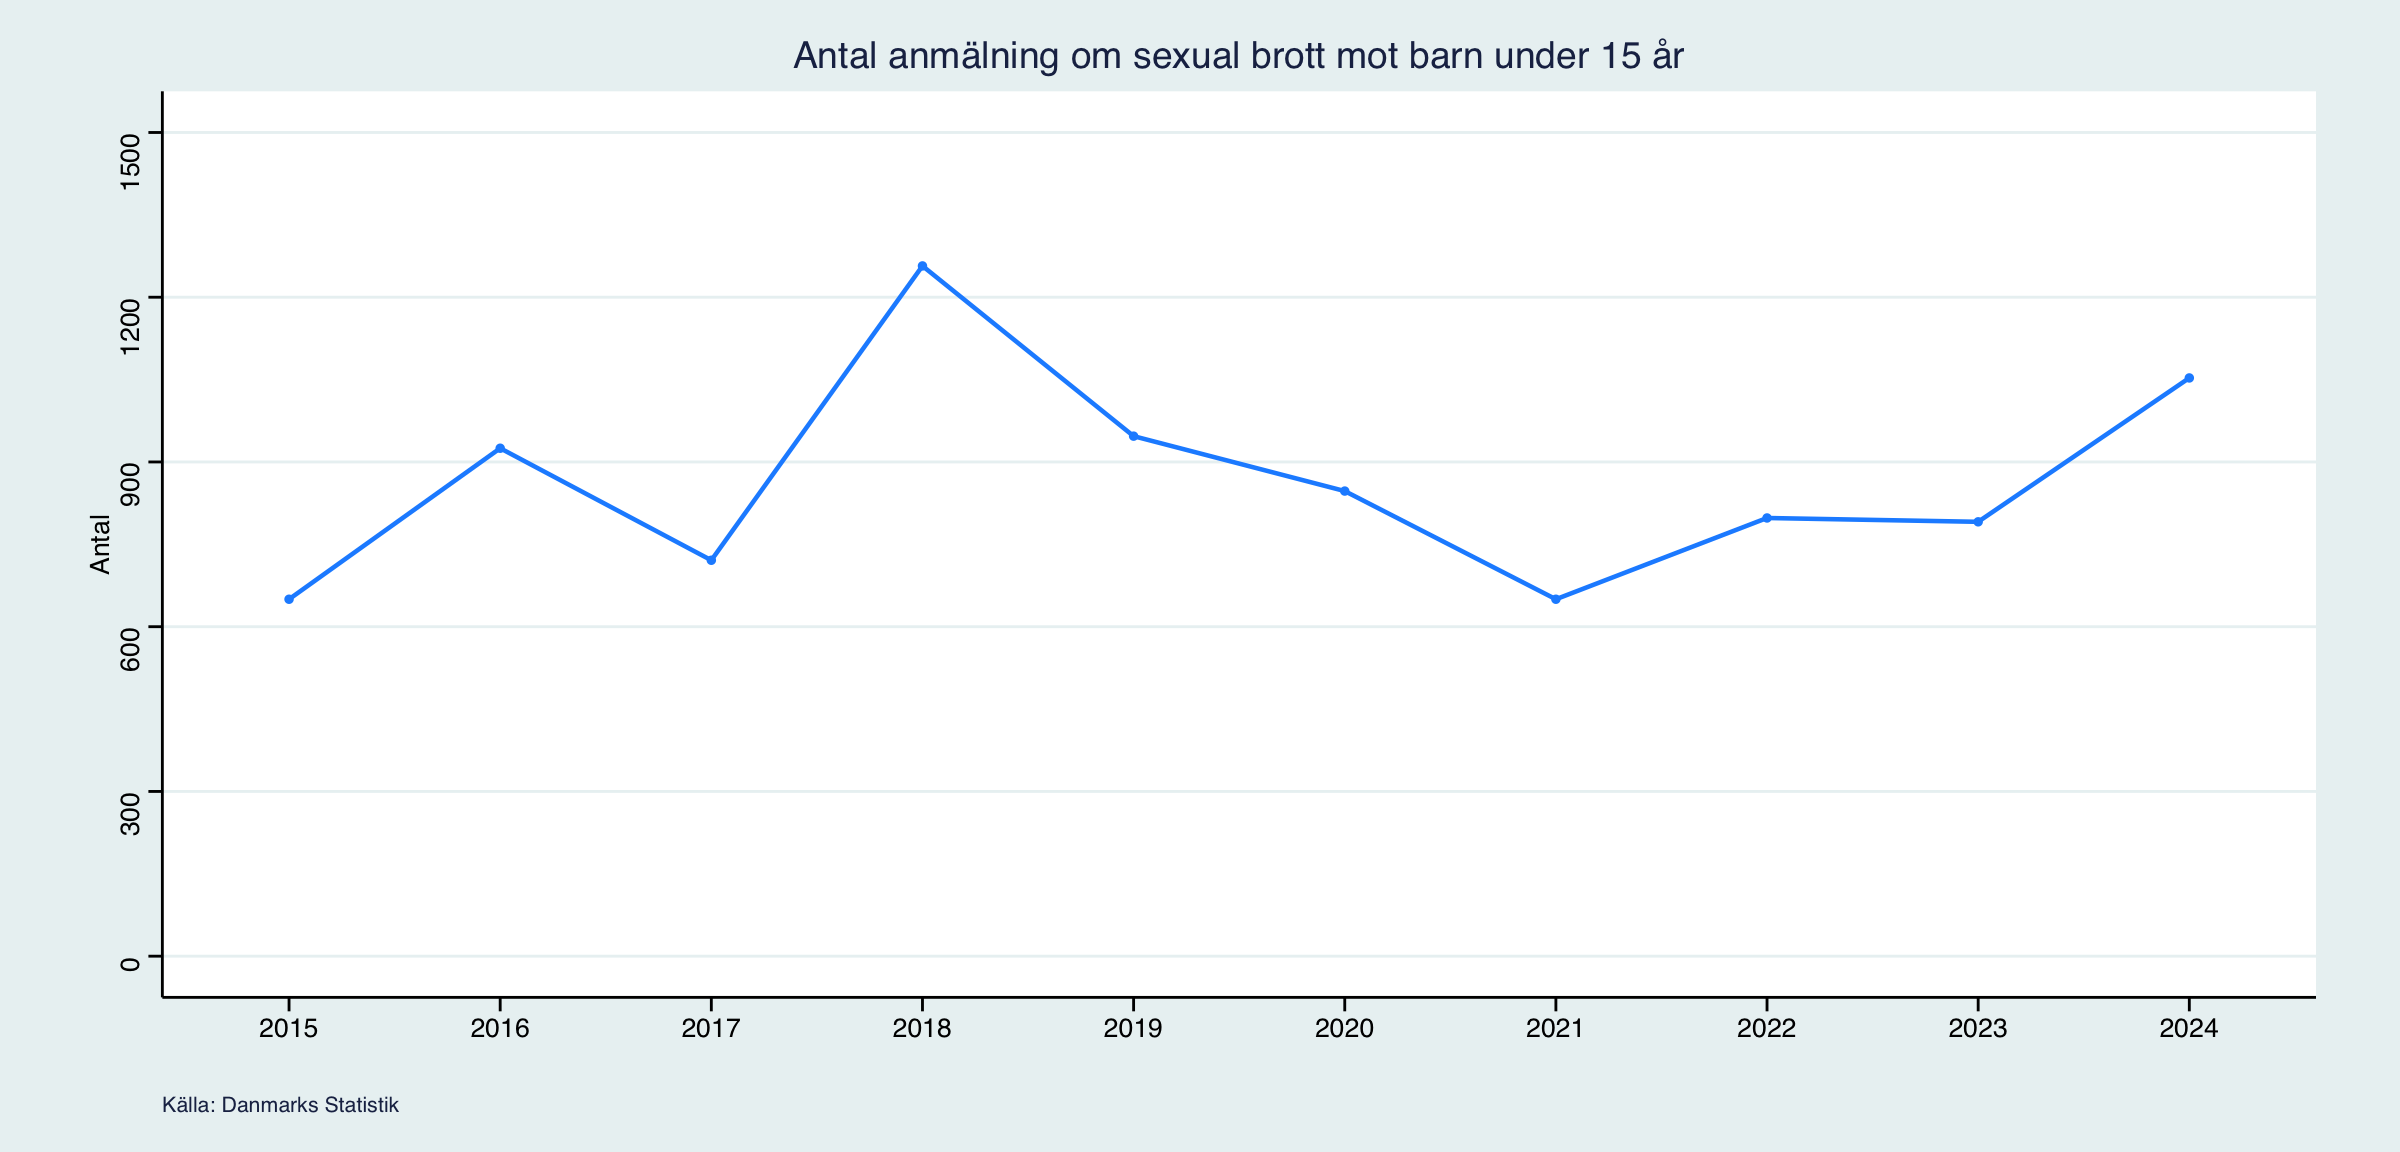 Antal anmälning om sexual brott mot barn under 15 år
Antal
1500
1200
900
600
300
0
2015 2016 2017 2018 2019 2020 2021 2022 2023 2024
Källa: Danmarks Statistik